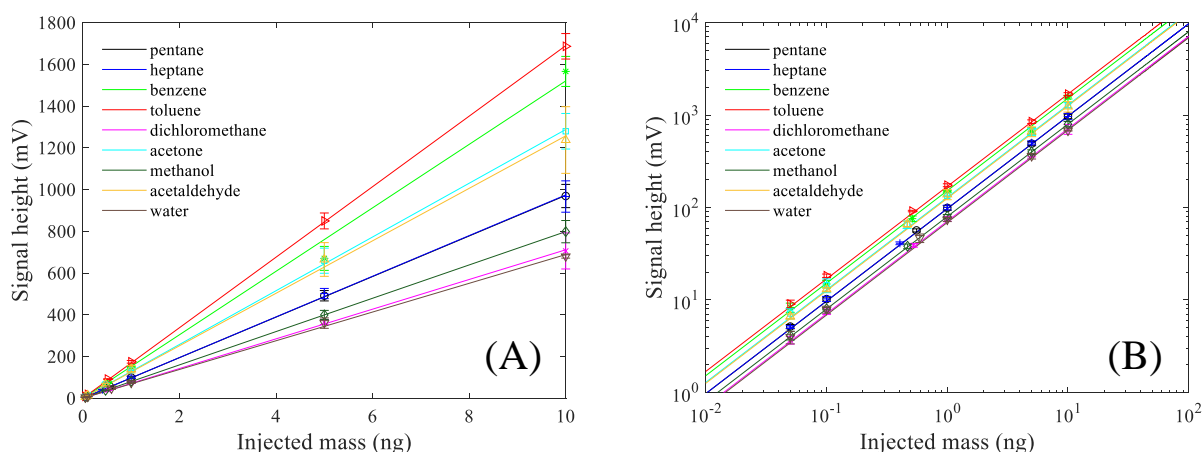 1800
1600
1400
1200
1000
800
600
400
200
0
Signal height (mV)
pentane
heptane
benzene
toluene
dichloromethane
acetone
methanol
acetaldehyde
water
(A)
0 2 4 6 8 10
Injected mass (ng)
10^4
10^3
10^2
10^1
10^0
Signal height (mV)
pentane
heptane
benzene
toluene
dichloromethane
acetone
methanol
acetaldehyde
water
(B)
10^-2 10^-1 10^0 10^1 10^2
Injected mass (ng)